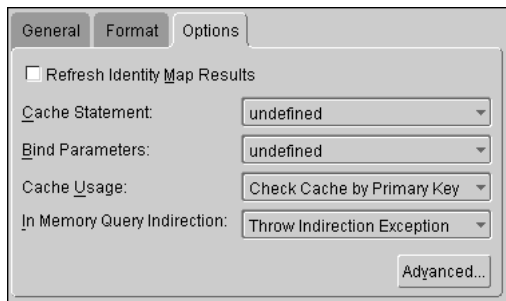 General Format Options
Refresh Identity Map Results
Cache Statement: undefined
Bind Parameters: undefined
Cache Usage: Check Cache by Primary Key
In Memory Query Indirection: Throw Indirection Exception
Advanced...